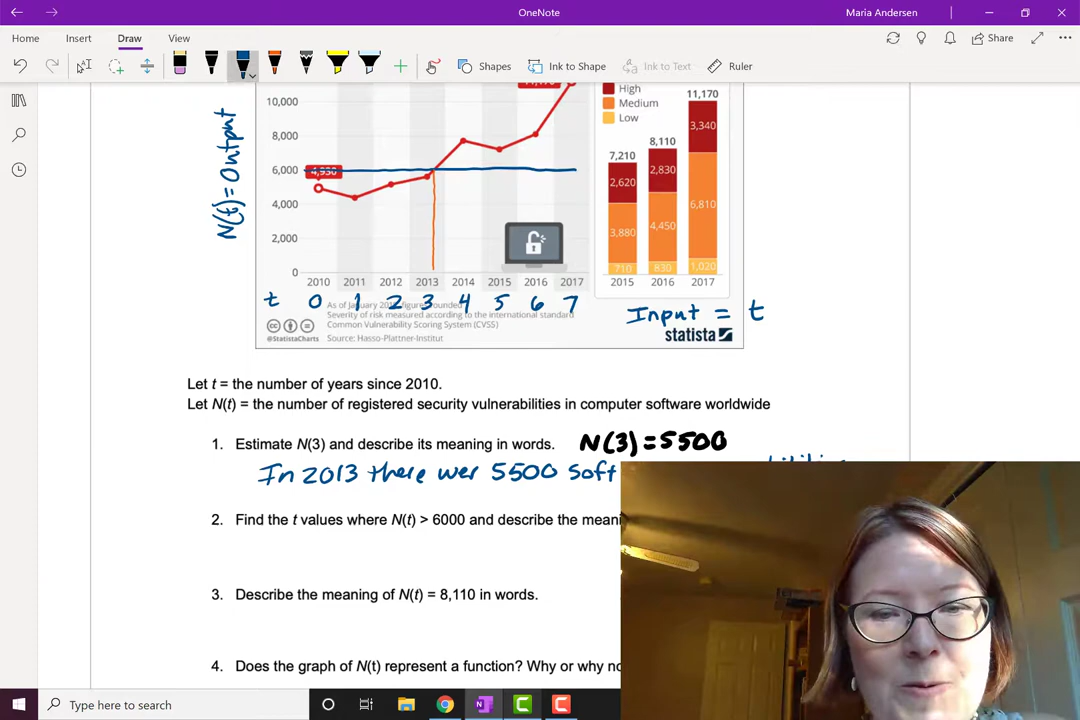 OneNote
Maria Andersen
Home Insert Draw View
Share
Shapes
Ink to Shape
Ink to Text
Ruler
N(t) = Output
10,000
8,000
6,000
4,000
2,000
0
4,930
2010 2011 2012 2013 2014 2015 2016 2017
t 0 1 2 3 4 5 6 7
High
Medium
Low
7,210
2,620
3,880
710
8,110
2,830
4,450
830
11,170
3,340
6,810
1,020
2015 2016 2017
Input = t
Severity of risk measured according to the international standard
Common Vulnerability Scoring System (CVSS)
@StatistaCharts Source: Hasso-Plattner-Institut
statista
Let t = the number of years since 2010.
Let N(t) = the number of registered security vulnerabilities in computer software worldwide
1. Estimate N(3) and describe its meaning in words. N(3)=5500
In 2013 there wer 5500 Soft
2. Find the t values where N(t) > 6000 and describe the meani
3. Describe the meaning of N(t) = 8,110 in words.
4. Does the graph of N(t) represent a function? Why or why no
Type here to search